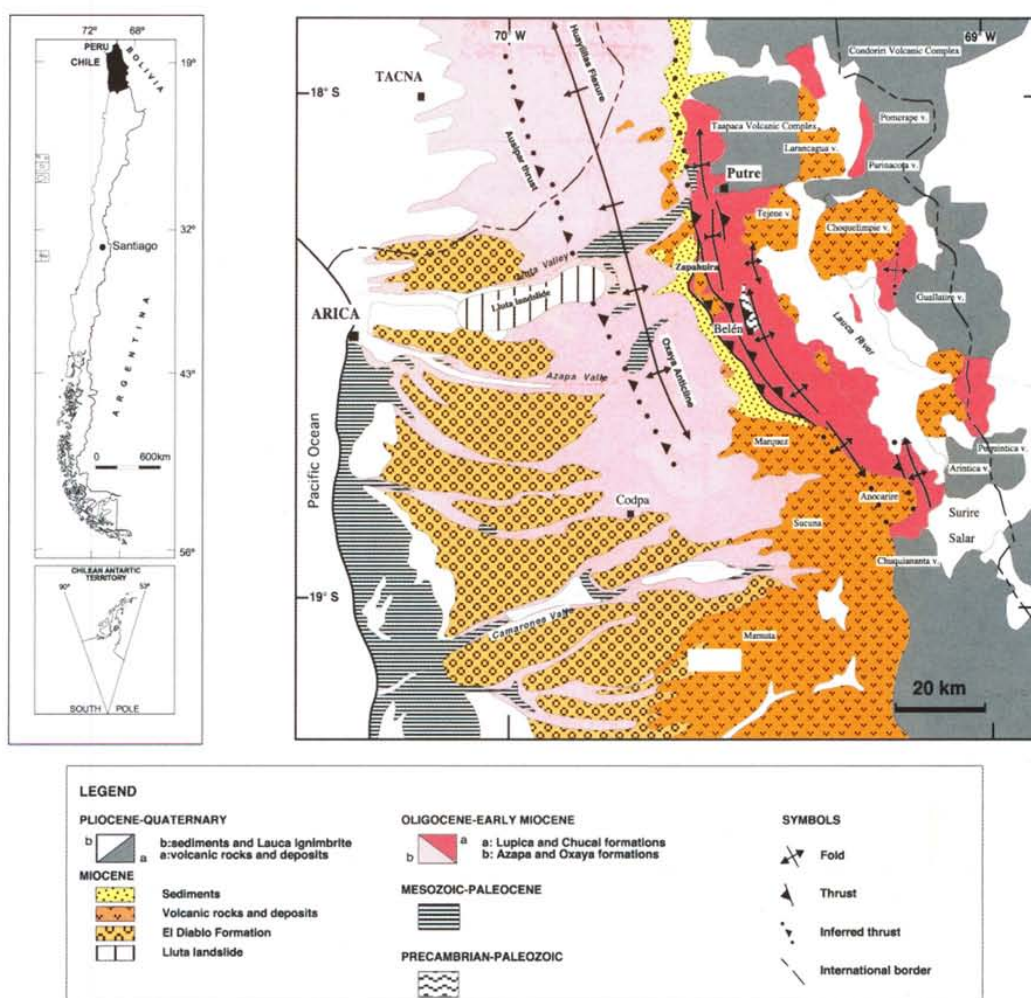 72° 68°
PERU
BOLIVIA
CHILE
19°
Santiago
32°
ARGENTINA
43°
0 600km
56°
CHILEAN ANTARTIC
TERRITORY
90° 53°
SOUTH POLE
70 W
69 W
TACNA
18° S
Huaylillas Flexure
Ausipar thrust
Condoriri Volcanic Complex
Pomerape v.
Taapaca Volcanic Complex
Larancagua v.
Parinacota v.
Putre
Tejene v.
Choquelimpie v.
Lluta Valley
Zapahuira
Lluta landslide
Guallatire v.
ARICA
Belén
Lauca River
Oxaya Anticline
Azapa Valle
Pacific Ocean
Marquez
Arintica v.
Codpa
Anocarire
Sucuna
Surire
Salar
Chuquiananta v.
19° S
Camarones Valle
Mamuta
20 km
LEGEND
PLIOCENE-QUATERNARY
b b:sediments and Lauca ignimbrite
a a:volcanic rocks and deposits
MIOCENE
Sediments
Volcanic rocks and deposits
El Diablo Formation
Lluta landslide
OLIGOCENE-EARLY MIOCENE
a a: Lupica and Chucal formations
b b: Azapa and Oxaya formations
MESOZOIC-PALEOCENE
PRECAMBRIAN-PALEOZOIC
SYMBOLS
Fold
Thrust
Inferred thrust
International border